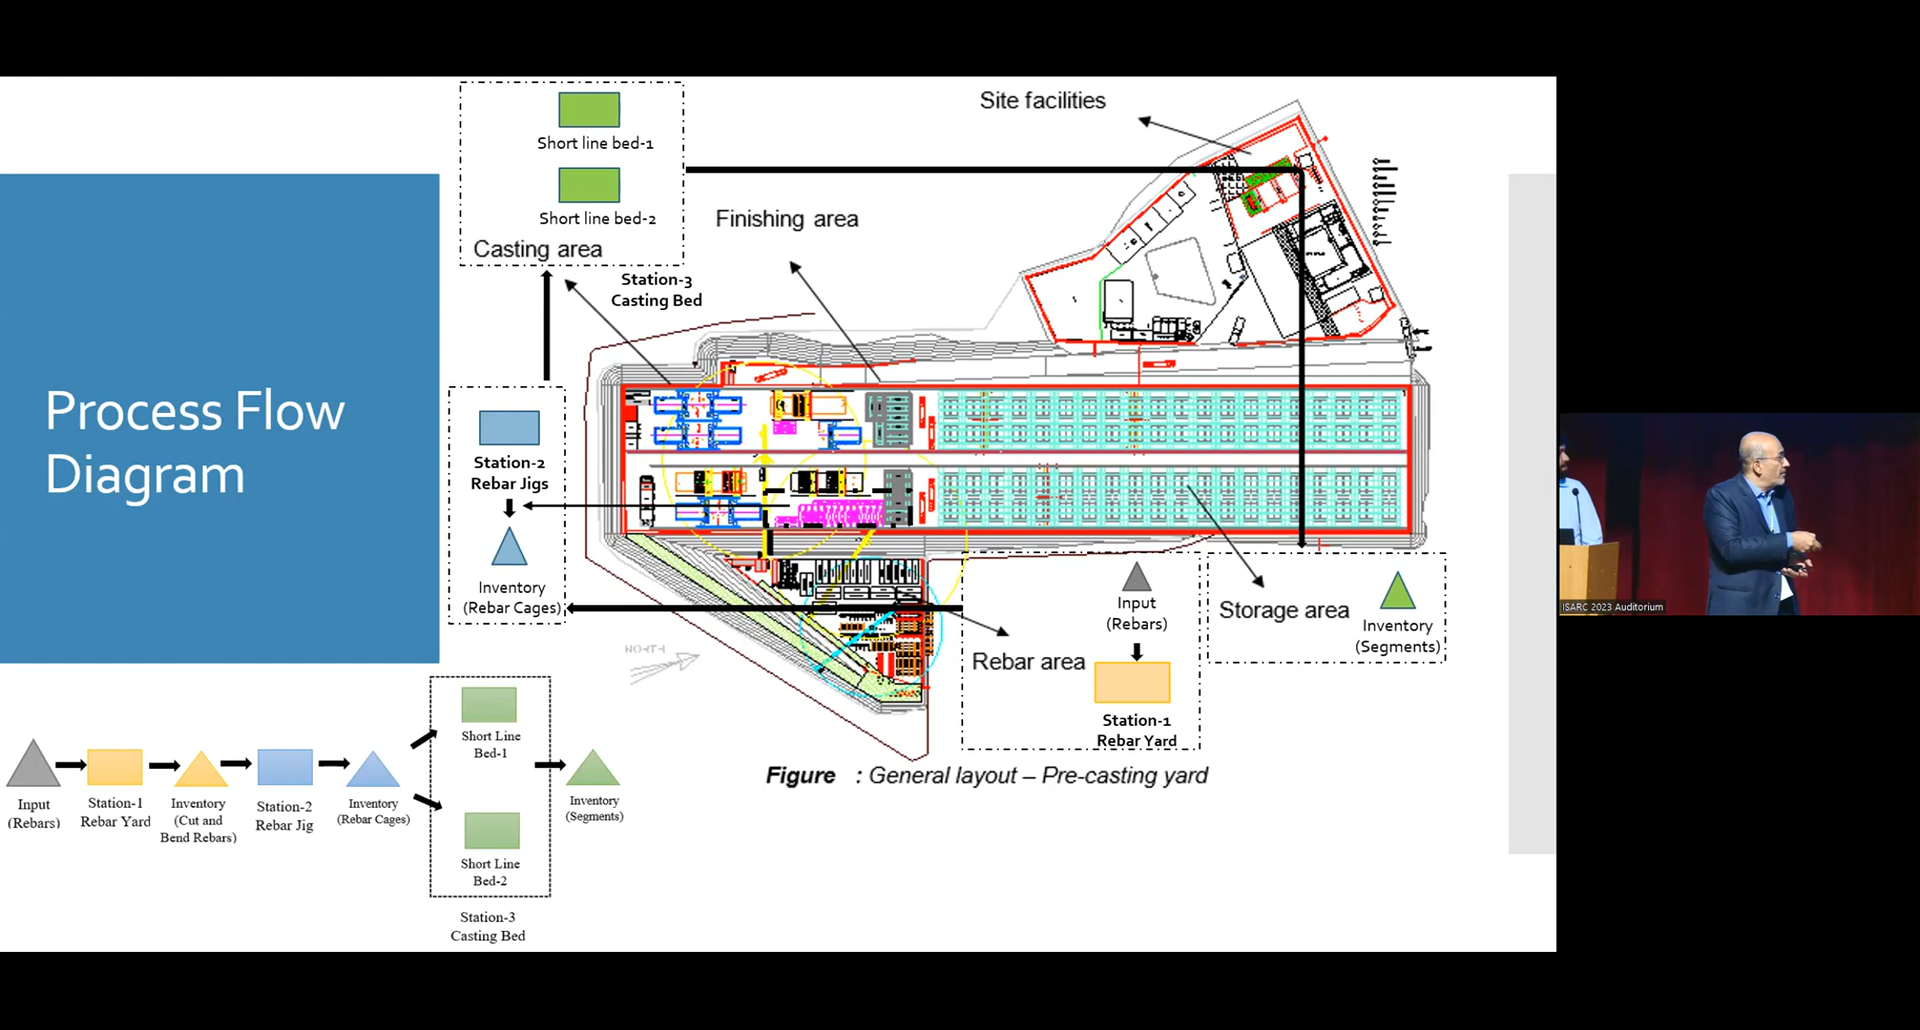 Process Flow
Diagram
Short line bed-1
Short line bed-2
Casting area
Station-3
Casting Bed
Finishing area
Site facilities
Station-2
Rebar Jigs
Inventory
(Rebar Cages)
NORTH
Input
(Rebars)
Rebar area
Station-1
Rebar Yard
Storage area
Inventory
(Segments)
Figure : General layout – Pre-casting yard
Input
(Rebars)
Station-1
Rebar Yard
Inventory
(Cut and
Bend Rebars)
Station-2
Rebar Jig
Inventory
(Rebar Cages)
Short Line
Bed-1
Short Line
Bed-2
Station-3
Casting Bed
Inventory
(Segments)
ISARC 2023 Auditorium